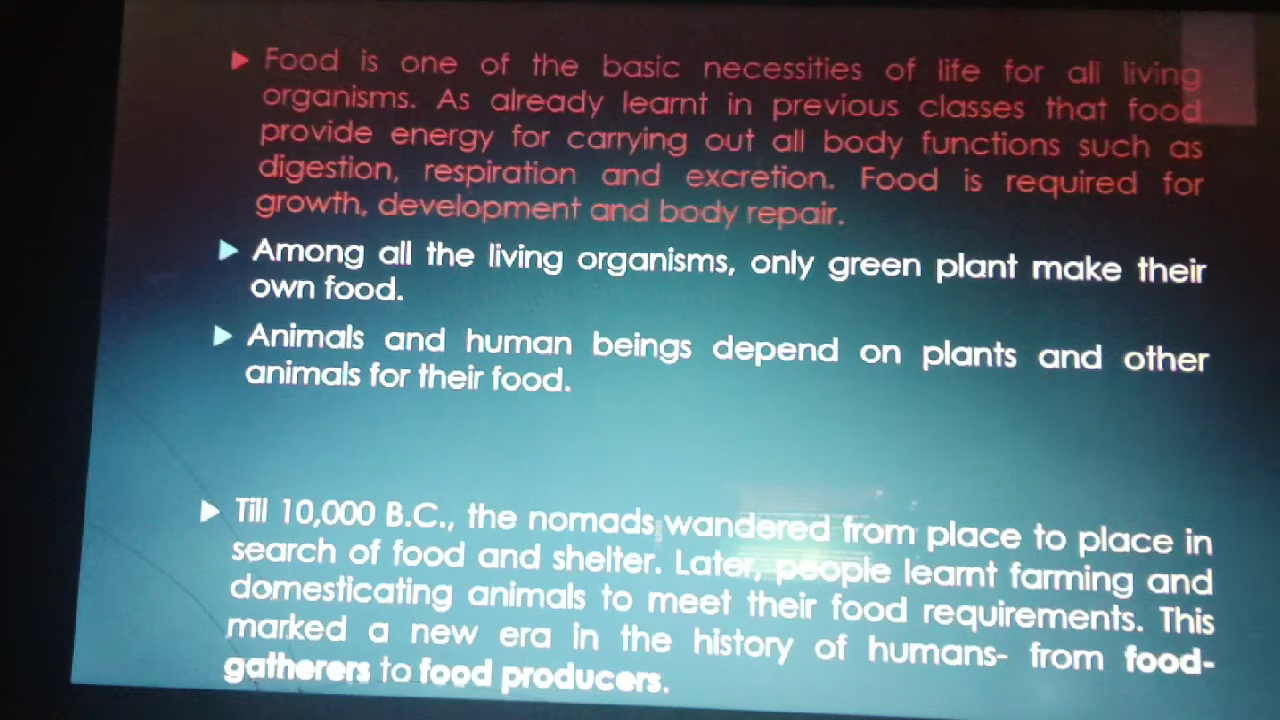 Food is one of the basic necessities of life for all living
organisms. As already learnt in previous classes that food
provide energy for carrying out all body functions such as
digestion, respiration and excretion. Food is required for
growth, development and body repair.
Among all the living organisms, only green plant make their
own food.
Animals and human beings depend on plants and other
animals for their food.
Till 10,000 B.C., the nomads wandered from place to place in
search of food and shelter. Later, people learnt farming and
domesticating animals to meet their food requirements. This
marked a new era in the history of humans- from food-
gatherers to food producers.